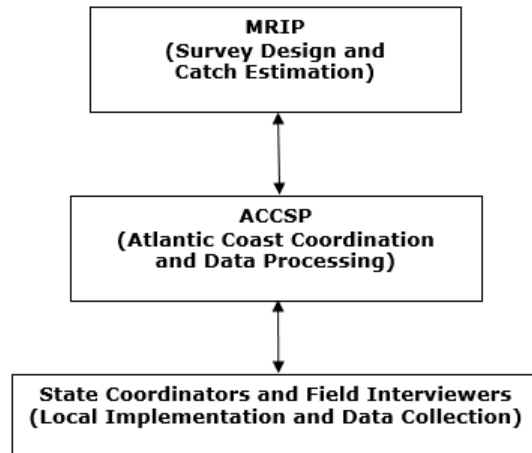 MRIP
(Survey Design and
Catch Estimation)
ACCSP
(Atlantic Coast Coordination
and Data Processing)
State Coordinators and Field Interviewers
(Local Implementation and Data Collection)